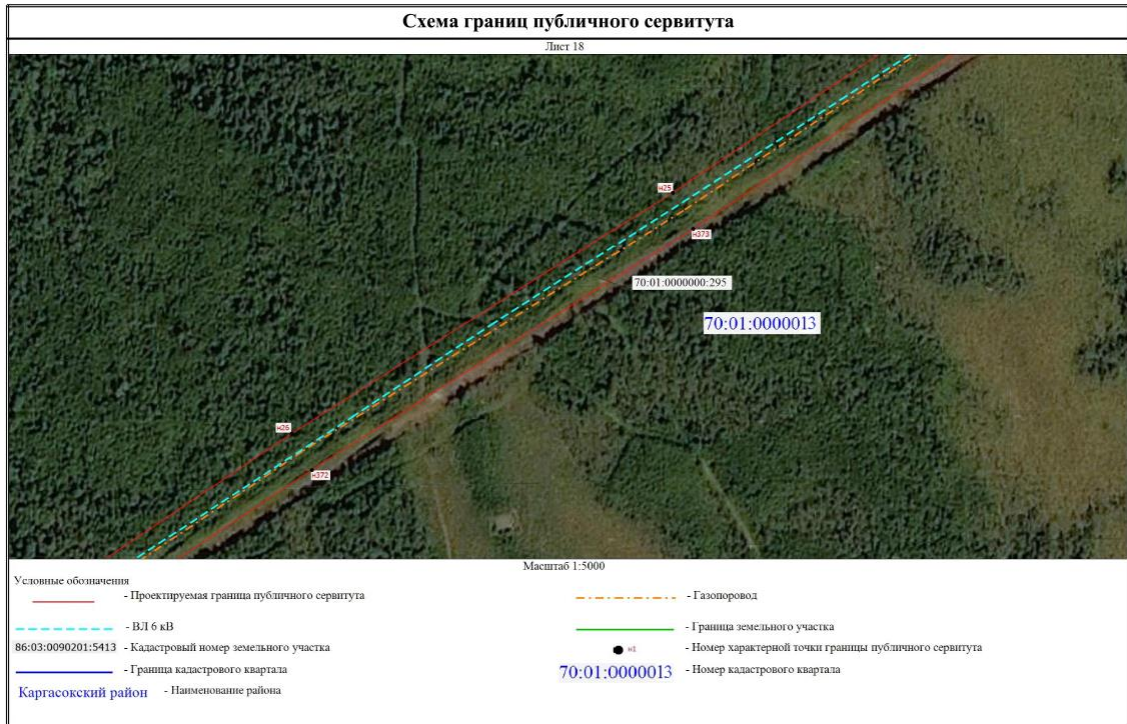 Схема границ публичного сервитута
Лист 18
н25
н373
70:01:0000000:295
70:01:0000013
н26
н372
Масштаб 1:5000
Условные обозначения
- Проектируемая граница публичного сервитута
- Газопоровод
- ВЛ 6 кВ
- Граница земельного участка
86:03:0090201:5413 - Кадастровый номер земельного участка
н1 - Номер характерной точки границы публичного сервитута
- Граница кадастрового квартала
70:01:0000013 - Номер кадастрового квартала
Каргасокский район - Наименование района